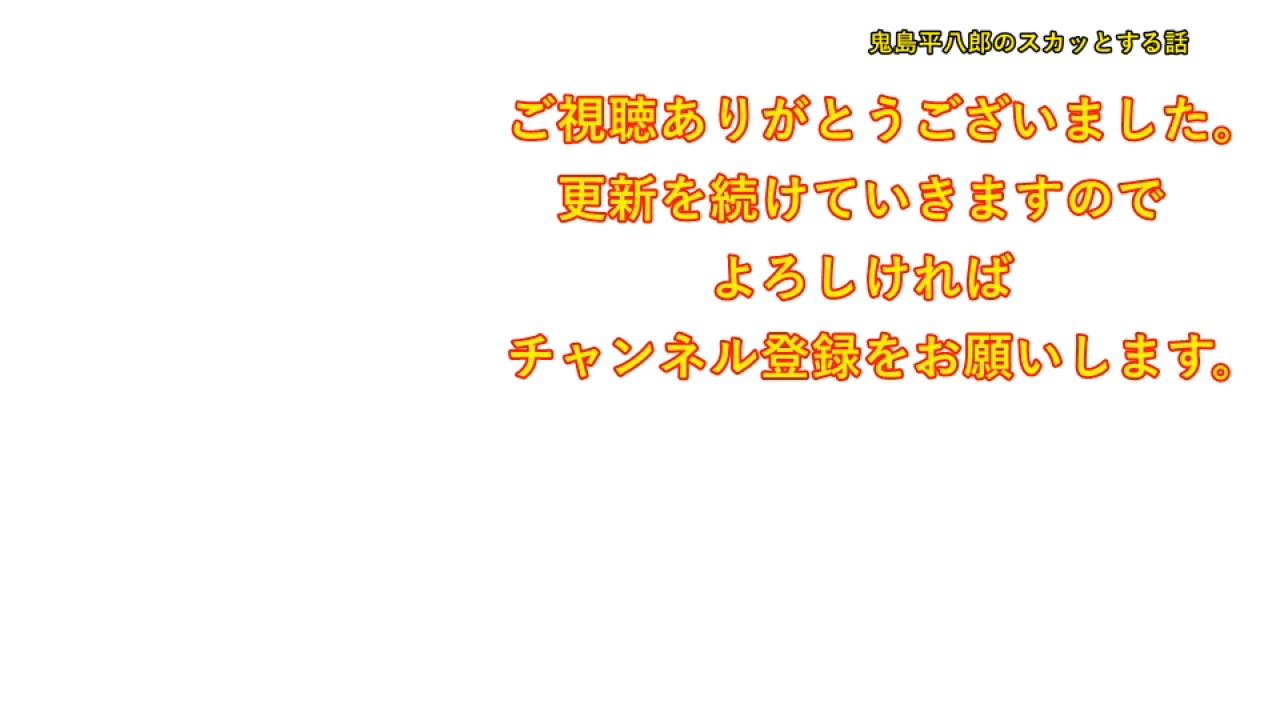 鬼島平八郎のスカッとする話
ご視聴ありがとうございました。
更新を続けていきますので
よろしければ
チャンネル登録をお願いします。